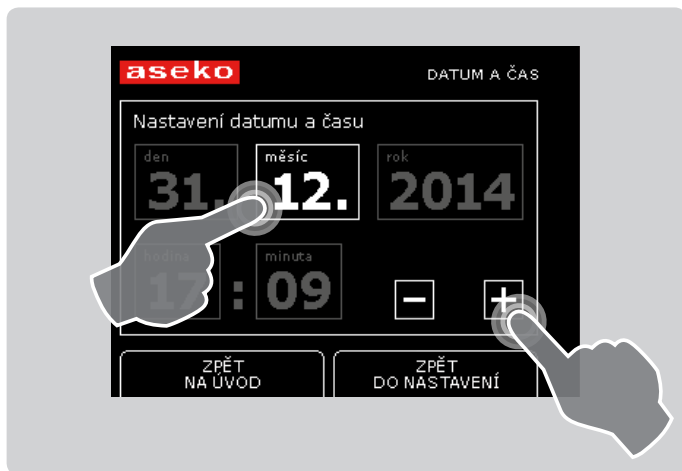 aseko
DATUM A ČAS
Nastavení datumu a času
den
měsíc
rok
31.
12.
2014
hodina
minuta
17 : 09
− +
ZPĚT
NA ÚVOD
ZPĚT
DO NASTAVENÍ